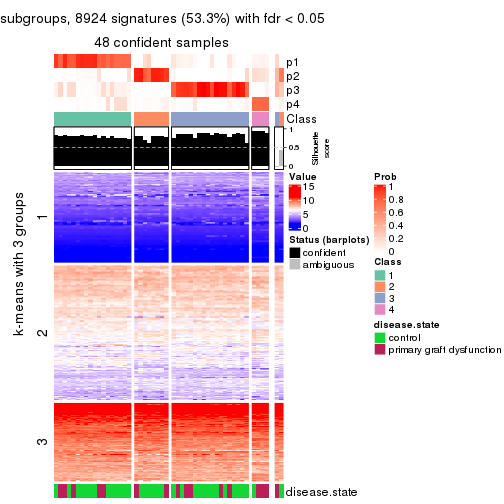 subgroups, 8924 signatures (53.3%) with fdr < 0.05
48 confident samples
p1
p2
p3
p4
Class
1
0.5
0
Silhouette
score
k-means with 3 groups
1
2
3
disease.state
Value
15
10
5
0
Status (barplots)
confident
ambiguous
Prob
1
0.8
0.6
0.4
0.2
0
Class
1
2
3
4
disease.state
control
primary graft dysfunction